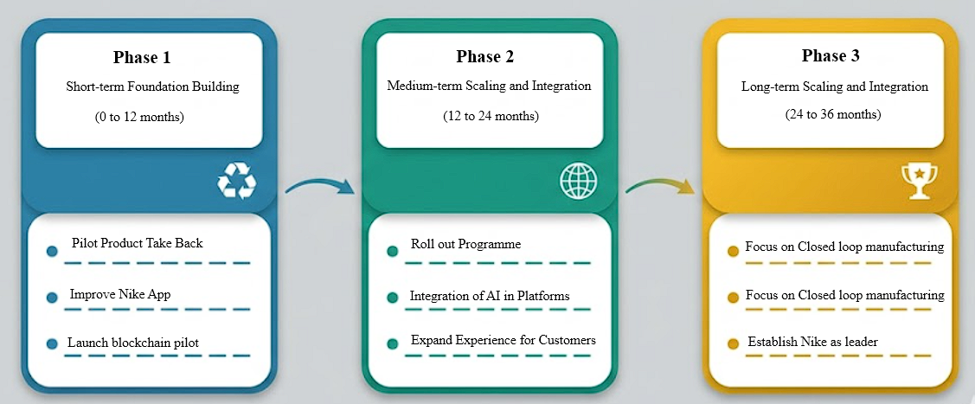 Phase 1
Short-term Foundation Building
(0 to 12 months)
Pilot Product Take Back
Improve Nike App
Launch blockchain pilot
Phase 2
Medium-term Scaling and Integration
(12 to 24 months)
Roll out Programme
Integration of AI in Platforms
Expand Experience for Customers
Phase 3
Long-term Scaling and Integration
(24 to 36 months)
Focus on Closed loop manufacturing
Focus on Closed loop manufacturing
Establish Nike as leader